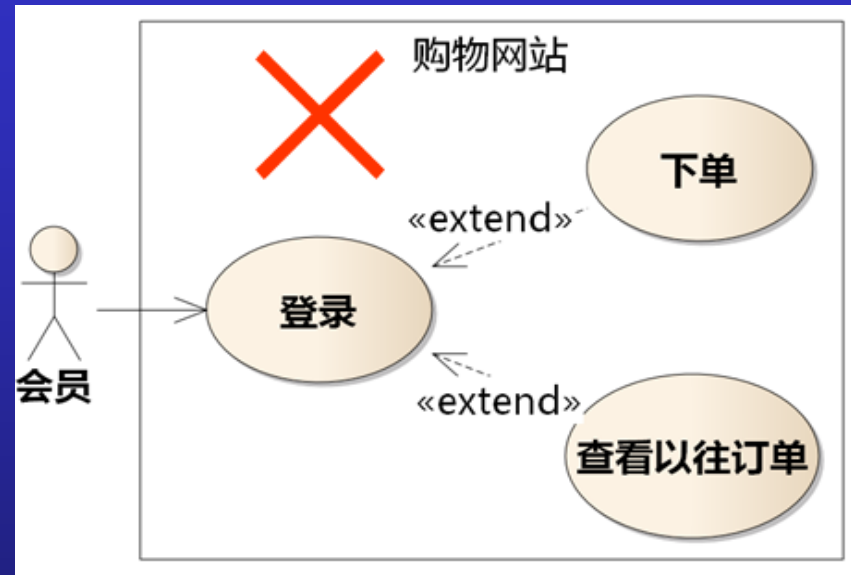 购物网站
下单
«extend»
登录
会员
«extend»
查看以往订单